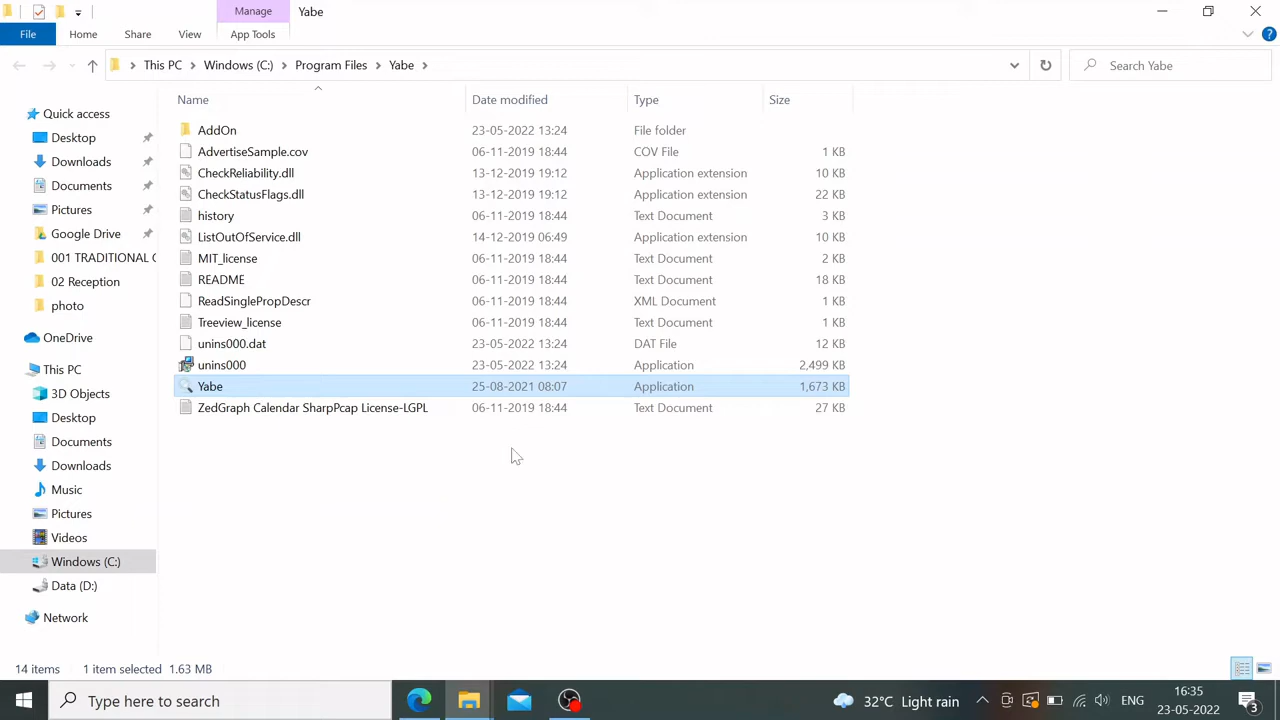 Manage
Yabe
File
Home
Share
View
App Tools
This PC
Windows (C:)
Program Files
Yabe
Search Yabe
Name
Date modified
Type
Size
Quick access
Desktop
Downloads
Documents
Pictures
Google Drive
001 TRADITIONAL C
02 Reception
photo
OneDrive
This PC
3D Objects
Desktop
Documents
Downloads
Music
Pictures
Videos
Windows (C:)
Data (D:)
Network
AddOn 23-05-2022 13:24 File folder
AdvertiseSample.cov 06-11-2019 18:44 COV File 1 KB
CheckReliability.dll 13-12-2019 19:12 Application extension 10 KB
CheckStatusFlags.dll 13-12-2019 19:12 Application extension 22 KB
history 06-11-2019 18:44 Text Document 3 KB
ListOutOfService.dll 14-12-2019 06:49 Application extension 10 KB
MIT_license 06-11-2019 18:44 Text Document 2 KB
README 06-11-2019 18:44 Text Document 18 KB
ReadSinglePropDescr 06-11-2019 18:44 XML Document 1 KB
Treeview_license 06-11-2019 18:44 Text Document 1 KB
unins000.dat 23-05-2022 13:24 DAT File 12 KB
unins000 23-05-2022 13:24 Application 2,499 KB
Yabe 25-08-2021 08:07 Application 1,673 KB
ZedGraph Calendar SharpPcap License-LGPL 06-11-2019 18:44 Text Document 27 KB
14 items 1 item selected 1.63 MB
Type here to search
32°C Light rain
ENG
16:35
23-05-2022
3